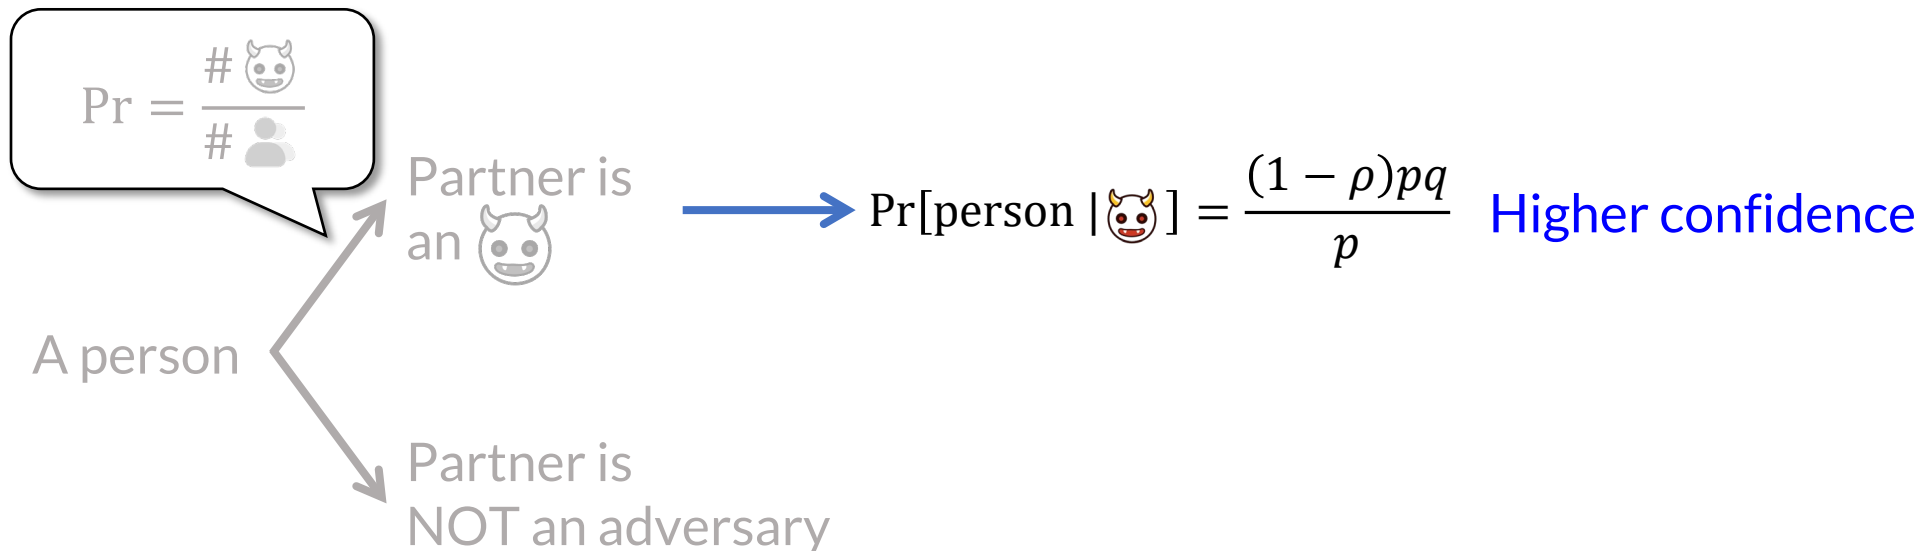 Pr = # 😈 / # 👥
Partner is
an 😈
Pr[person | 😈 ] = (1 − ρ)pq / p
Higher confidence
A person
Partner is
NOT an adversary